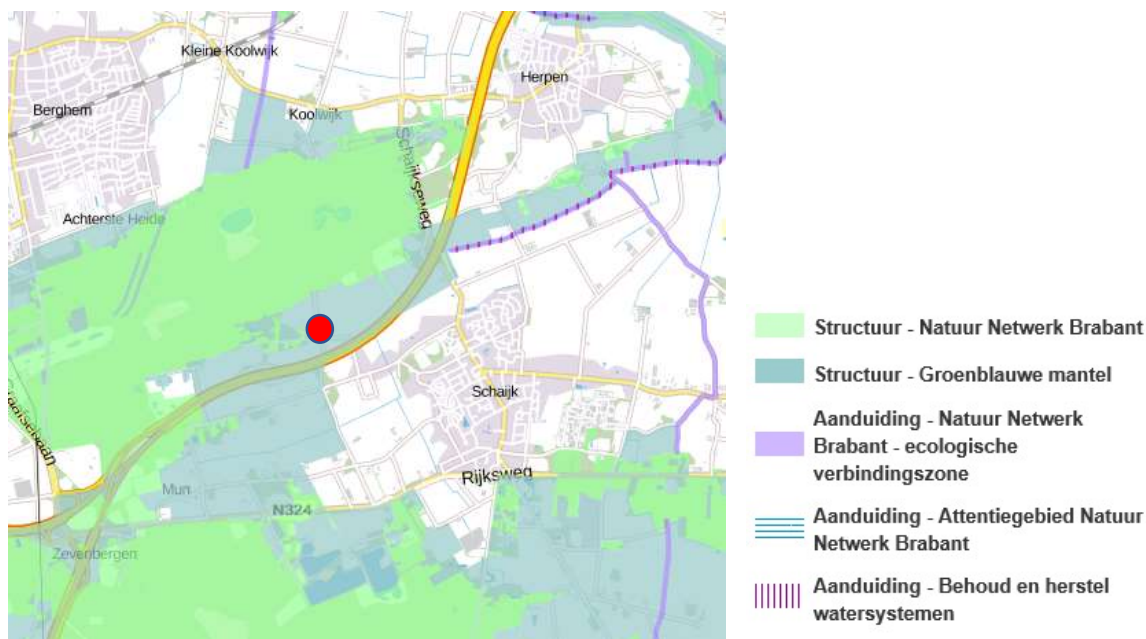 Kleine Koolwijk
Herpen
Berghem
Koolwijk
Schaijkseweg
Achterste Heide
Schaijk
Rijksweg
Mun
N324
Zevenbergen
Structuur - Natuur Netwerk Brabant
Structuur - Groenblauwe mantel
Aanduiding - Natuur Netwerk
Brabant - ecologische
verbindingszone
Aanduiding - Attentiegebied Natuur
Netwerk Brabant
Aanduiding - Behoud en herstel
watersystemen